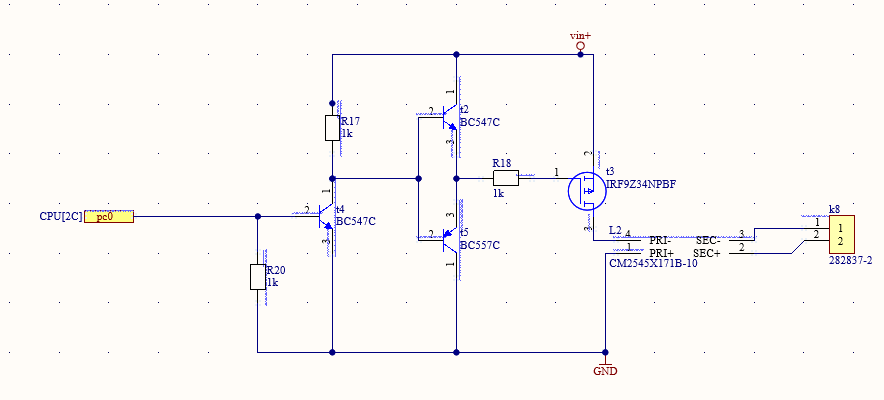 vin+
1
t2
2
BC547C
3
R17
1k
R18
1k
1
2
t3
IRF9Z34NPBF
3
CPU[2C]
pc0
1
2
t4
BC547C
3
3
t5
2
BC557C
1
R20
1k
L2
4
PRI-
SEC-
3
1
PRI+
SEC+
2
CM2545X171B-10
k8
1
1
2
2
282837-2
GND